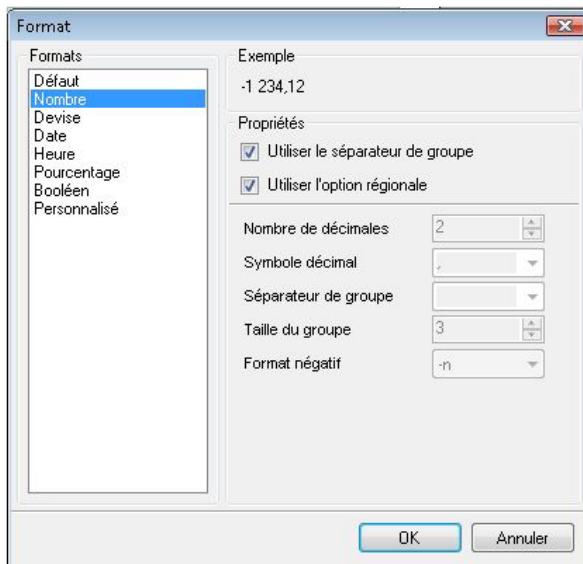 Format
Formats
Défaut
Nombre
Devise
Date
Heure
Pourcentage
Booléen
Personnalisé
Exemple
-1 234,12
Propriétés
Utiliser le séparateur de groupe
Utiliser l'option régionale
Nombre de décimales 2
Symbole décimal ,
Séparateur de groupe
Taille du groupe 3
Format négatif -n
OK Annuler